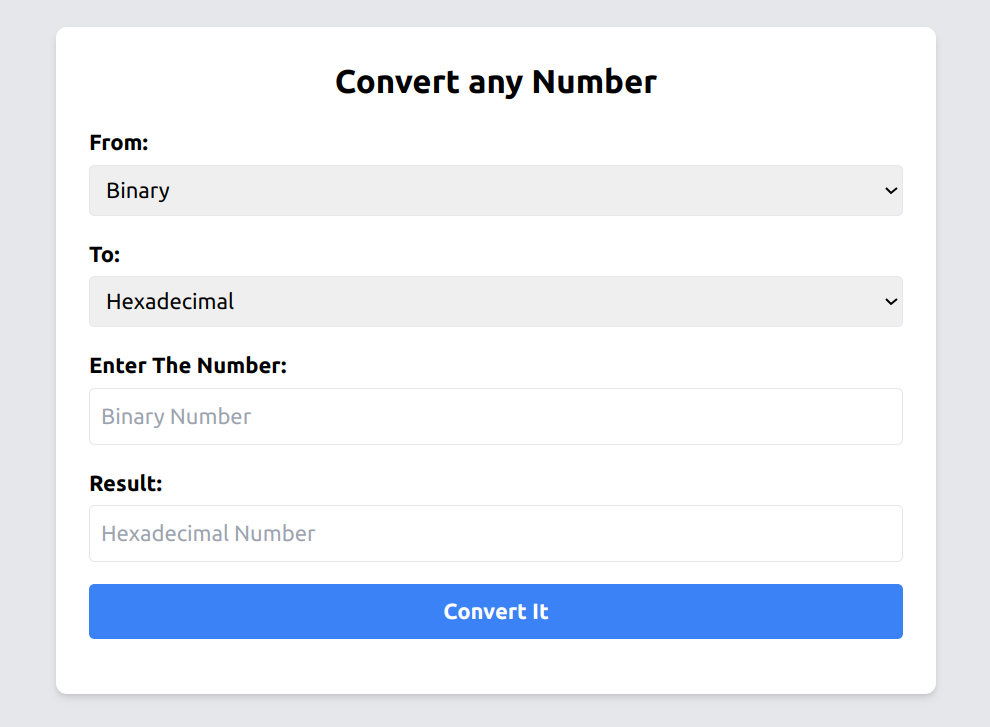 Convert any Number
From:
Binary
To:
Hexadecimal
Enter The Number:
Binary Number
Result:
Hexadecimal Number
Convert It